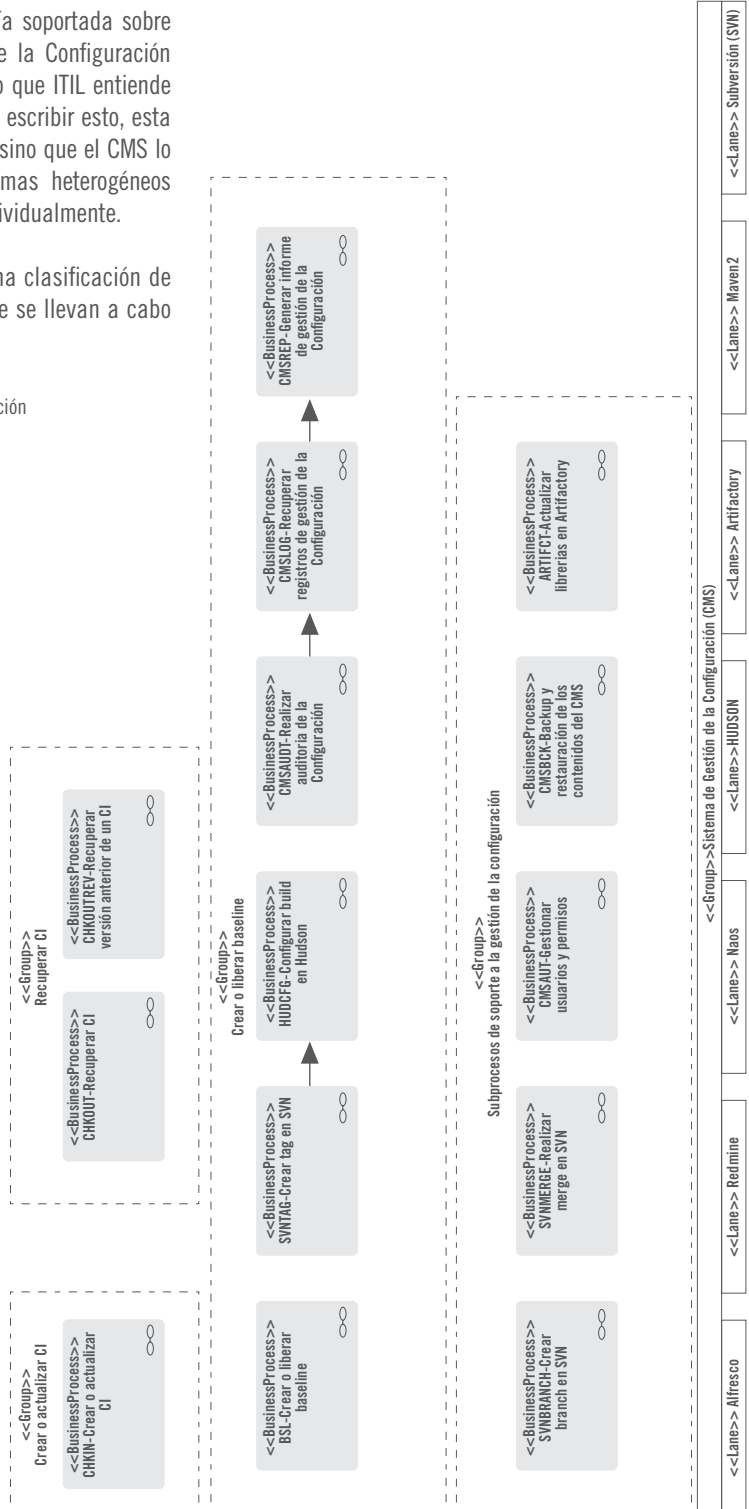 ía soportada sobre
e la Configuración
o que ITIL entiende
escribir esto, esta
sino que el CMS lo
mas heterogéneos
ividualmente.
na clasificación de
e se llevan a cabo
ción
<<Group>>
Crear o actualizar CI
<<BusinessProcess>>
CHKIN-Crear o actualizar
CI
<<Group>>
Recuperar CI
<<BusinessProcess>>
CHKOUT-Recuperar CI
<<BusinessProcess>>
CHKOUTREV-Recuperar
versión anterior de un CI
<<Group>>
Crear o liberar baseline
<<BusinessProcess>>
BSL-Crear o liberar
baseline
<<BusinessProcess>>
SVNTAG-Crear tag en SVN
<<BusinessProcess>>
HUDCFG-Configurar build
en Hudson
<<BusinessProcess>>
CMSAUDT-Realizar
auditoria de la
Configuración
<<BusinessProcess>>
CMSLOG-Recuperar
registros de gestión de la
Configuración
<<BusinessProcess>>
CMSREP-Generar informe
de gestión de la
Configuración
<<Group>>
Subprocesos de soporte a la gestión de la configuración
<<BusinessProcess>>
SVNBRANCH-Crear
branch en SVN
<<BusinessProcess>>
SVNMERGE-Realizar
merge en SVN
<<BusinessProcess>>
CMSAUT-Gestionar
usuarios y permisos
<<BusinessProcess>>
CMSBCK-Backup y
restauración de los
contenidos del CMS
<<BusinessProcess>>
ARTIFCT-Actualizar
librerias en Artifactory
<<Group>>Sistema de Gestión de la Configuración (CMS)
<<Lane>> Alfresco
<<Lane>> Redmine
<<Lane>> Naos
<<Lane>>HUDSON
<<Lane>> Artifactory
<<Lane>> Maven2
<<Lane>> Subversión (SVN)